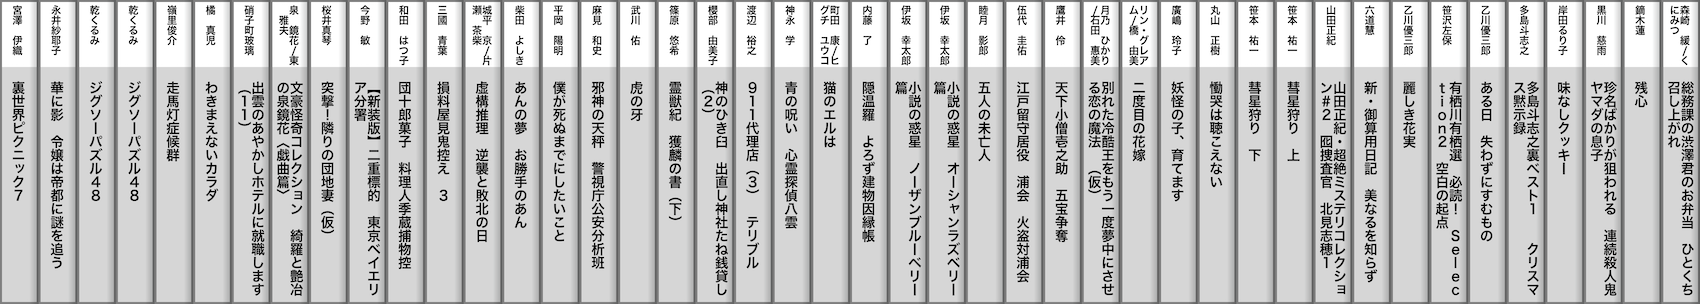 森崎 緩/くにみつ
総務課の渋澤君のお弁当 ひとくち召し上がれ
鏑木蓮
残心
黒川 慈雨
珍名ばかりが狙われる 連続殺人鬼ヤマダの息子
岸田るり子
味なしクッキー
多島斗志之
多島斗志之裏ベスト1 クリスマス黙示録
乙川優三郎
ある日 失わずにすむもの
笹沢左保
有栖川有栖選 必読! Selection2 空白の起点
乙川優三郎
麗しき花実
六道慧
新・御算用日記 美なるを知らず
山田正紀
山田正紀・超絶ミステリコレクション#2 囮捜査官 北見志穂1
笹本 祐一
彗星狩り 上
笹本 祐一
彗星狩り 下
丸山 正樹
慟哭は聴こえない
廣嶋 玲子
妖怪の子、育てます
リン・グレアム/橋 由美
二度目の花嫁
月乃 ひかり/石田 惠美
別れた冷酷王をもう一度夢中にさせる恋の魔法 (仮)
鷹井 伶
天下小僧壱之助 五宝争奪
伍代 圭佑
江戸留守居役 浦会 火盗対浦会
睦月 影郎
五人の未亡人
伊坂 幸太郎
小説の惑星 オーシャンラズベリー篇
伊坂 幸太郎
小説の惑星 ノーザンブルーベリー篇
内藤 了
隠温羅 よろず建物因縁帳
町田 康/ヒグチ ユウコ
猫のエルは
神永 学
青の呪い 心霊探偵八雲
渡辺 裕之
911代理店(3) テリブル
櫻部 由美子
神のひき臼 出直し神社たね銭貸し(2)
篠原 悠希
霊獣紀 獲麟の書(下)
武川 佑
虎の牙
麻見 和史
邪神の天秤 警視庁公安分析班
平岡 陽明
僕が死ぬまでにしたいこと
柴田 よしき
あんの夢 お勝手のあん
城平 京/片瀬 茶柴
虚構推理 逆襲と敗北の日
三國 青葉
損料屋見鬼控え 3
和田 はつ子
団十郎菓子 料理人季蔵捕物控
今野 敏
【新装版】二重標的 東京ベイエリア分署
桜井真琴
突撃!隣りの団地妻(仮)
泉 鏡花/東 雅夫
文豪怪奇コレクション 綺羅と艶冶の泉鏡花〈戯曲篇〉
硝子町玻璃
出雲のあやかしホテルに就職します(11)
橘 真児
わきまえないカラダ
嶺里俊介
走馬灯症候群
乾くるみ
ジグソーパズル48
乾くるみ
ジグソーパズル48
永井紗耶子
華に影 令嬢は帝都に謎を追う
宮澤 伊織
裏世界ピクニック7